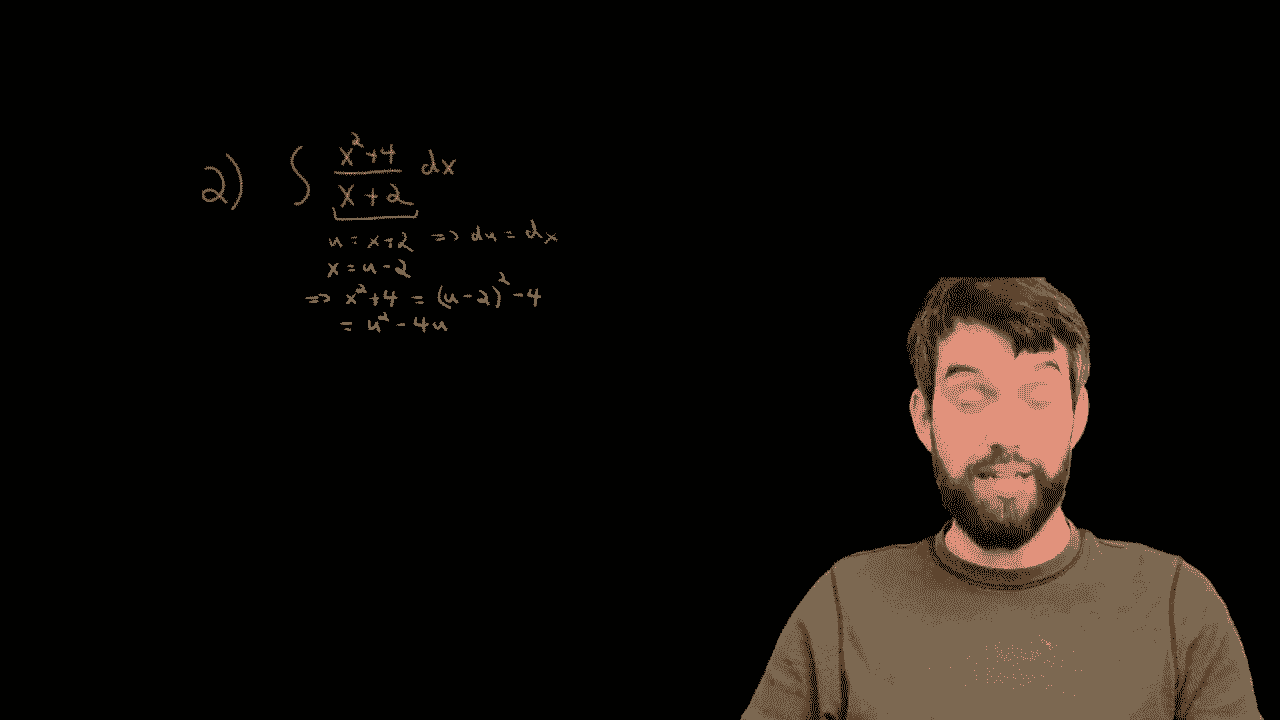 2) ∫ x²+4 / x+2 dx
u = x+2 => du = dx
x = u-2
=> x²+4 = (u-2)² - 4
= u² - 4u